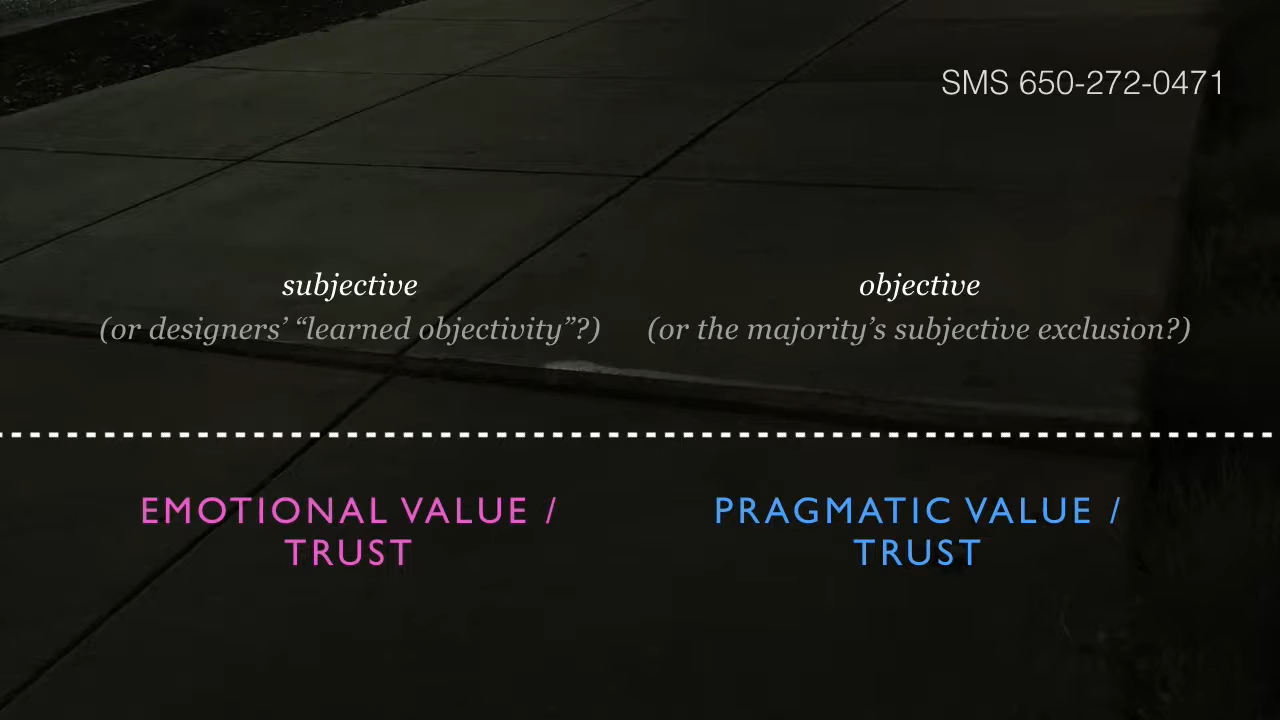 SMS 650-272-0471
subjective
(or designers’ “learned objectivity”?)
objective
(or the majority’s subjective exclusion?)
EMOTIONAL VALUE /
TRUST
PRAGMATIC VALUE /
TRUST